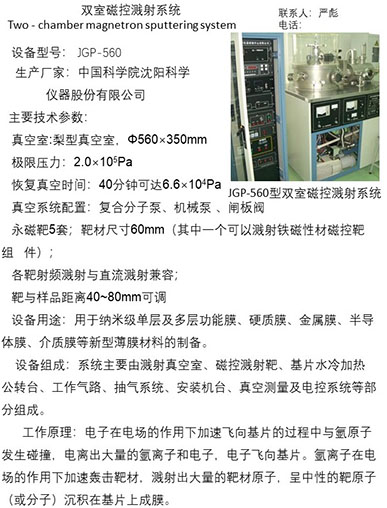 双室磁控溅射系统
Two - chamber magnetron sputtering system
联系人：严彪
电话：
设备型号： JGP-560
生产厂家：中国科学院沈阳科学
仪器股份有限公司
主要技术参数：
真空室:梨型真空室，Φ560×350mm
极限压力：2.0×10⁵Pa
恢复真空时间：40分钟可达6.6×10⁴Pa
JGP-560型双室磁控溅射系统
真空系统配置：复合分子泵、机械泵 、闸板阀
永磁靶5套；靶材尺寸60mm（其中一个可以溅射铁磁性材磁控靶
组 件）；
各靶射频溅射与直流溅射兼容；
靶与样品距离40~80mm可调
设备用途：用于纳米级单层及多层功能膜、硬质膜、金属膜、半导
体膜、介质膜等新型薄膜材料的制备。
设备组成：系统主要由溅射真空室、磁控溅射靶、基片水冷加热
公转台、工作气路、抽气系统、安装机台、真空测量及电控系统等部
分组成。
工作原理：电子在电场的作用下加速飞向基片的过程中与氩原子
发生碰撞，电离出大量的氩离子和电子，电子飞向基片。氩离子在电
场的作用下加速轰击靶材，溅射出大量的靶材原子，呈中性的靶原子
（或分子）沉积在基片上成膜。